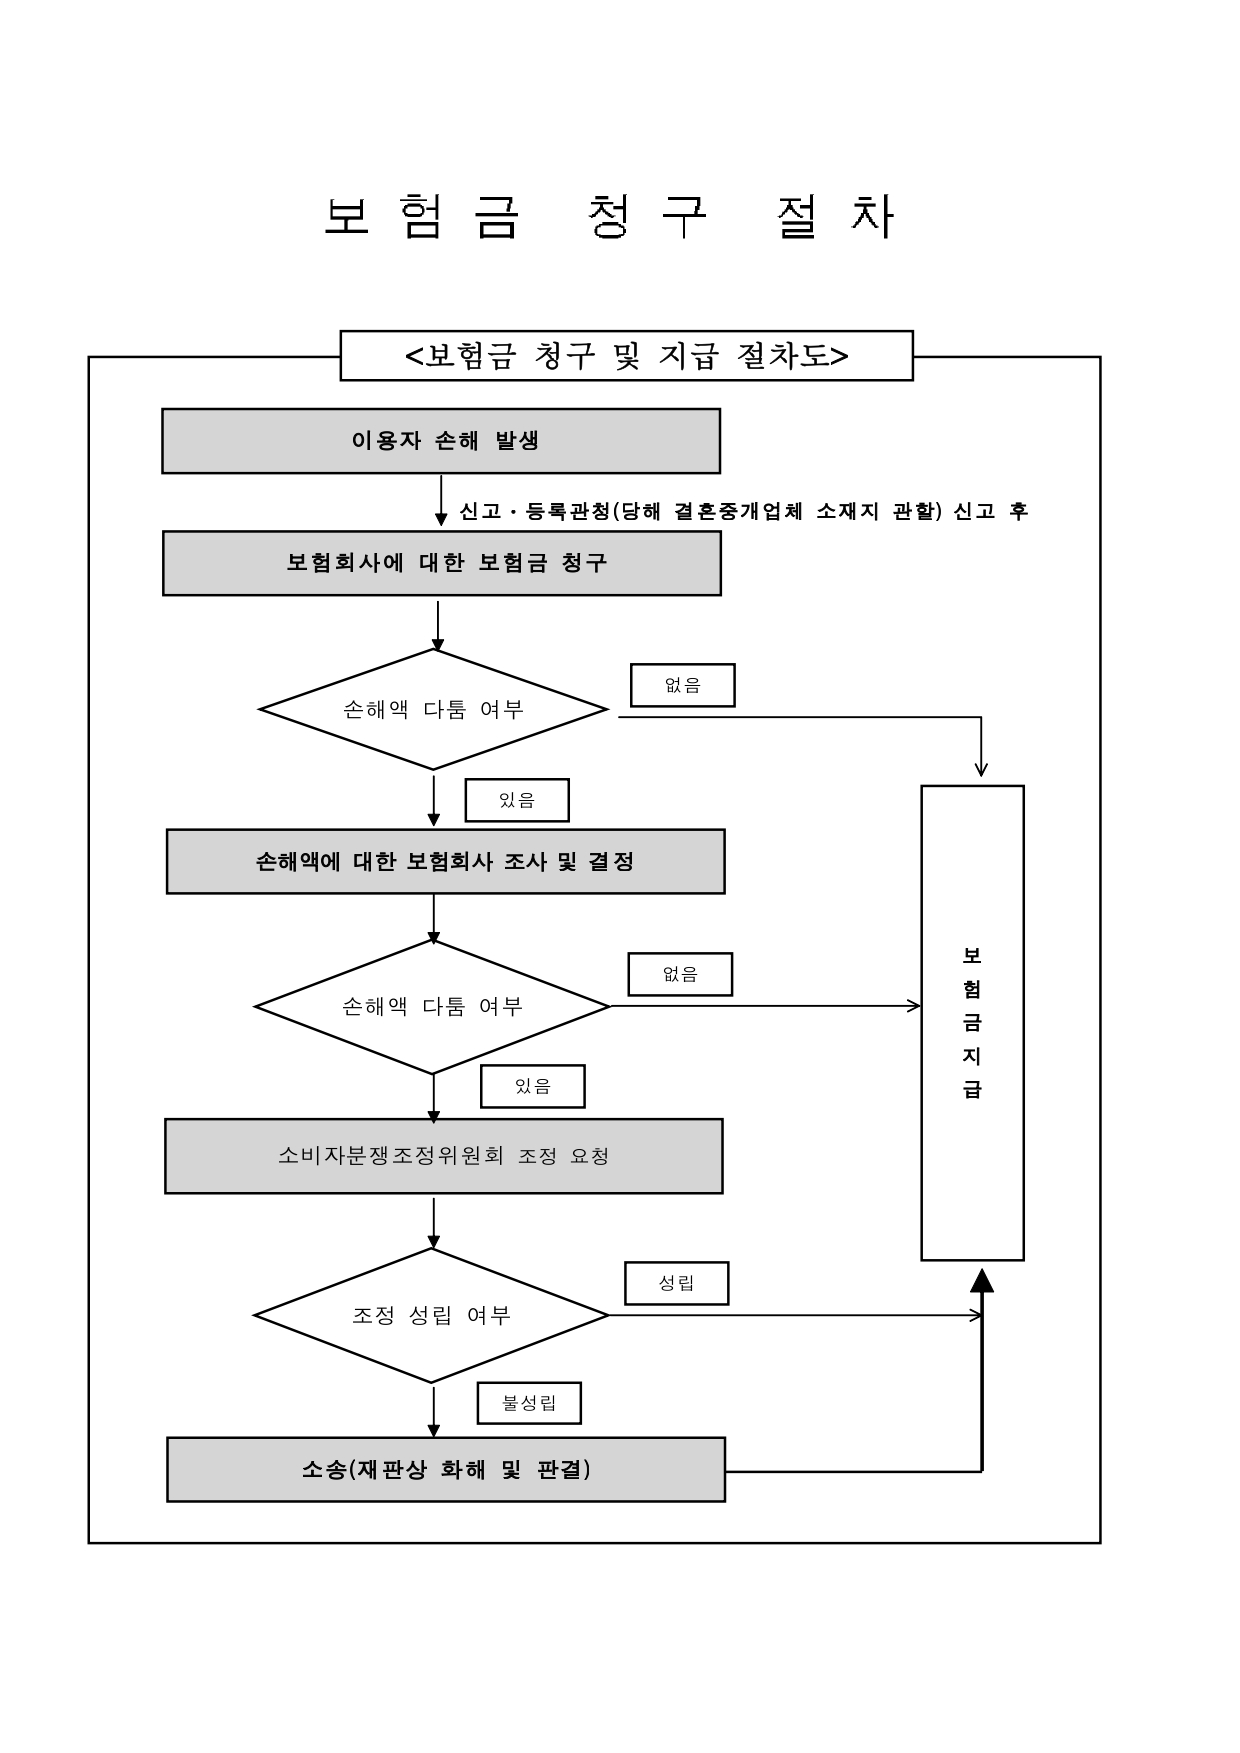 보험금 청구 절차
<보험금 청구 및 지급 절차도>
이용자 손해 발생
신고·등록관청(당해 결혼중개업체 소재지 관할) 신고 후
보험회사에 대한 보험금 청구
없음
손해액 다툼 여부
있음
손해액에 대한 보험회사 조사 및 결정
없음
손해액 다툼 여부
보
험
금
지
급
있음
소비자분쟁조정위원회 조정 요청
성립
조정 성립 여부
불성립
소송(재판상 화해 및 판결)